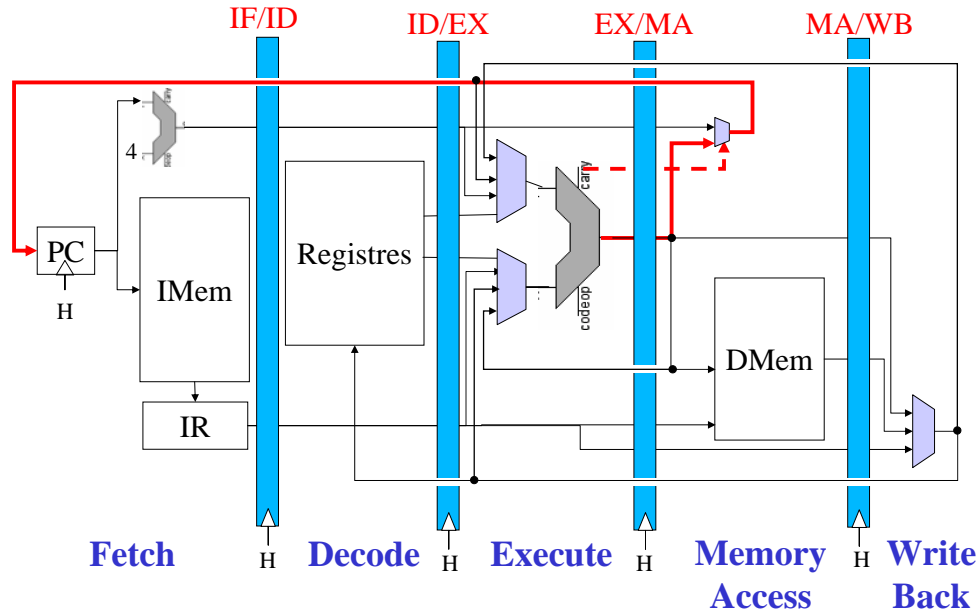 IF/ID
ID/EX
EX/MA
MA/WB
carry
4
codeop
carry
PC
H
IMem
IR
Registres
codeop
DMem
H
H
H
H
Fetch
Decode
Execute
Memory
Access
Write
Back